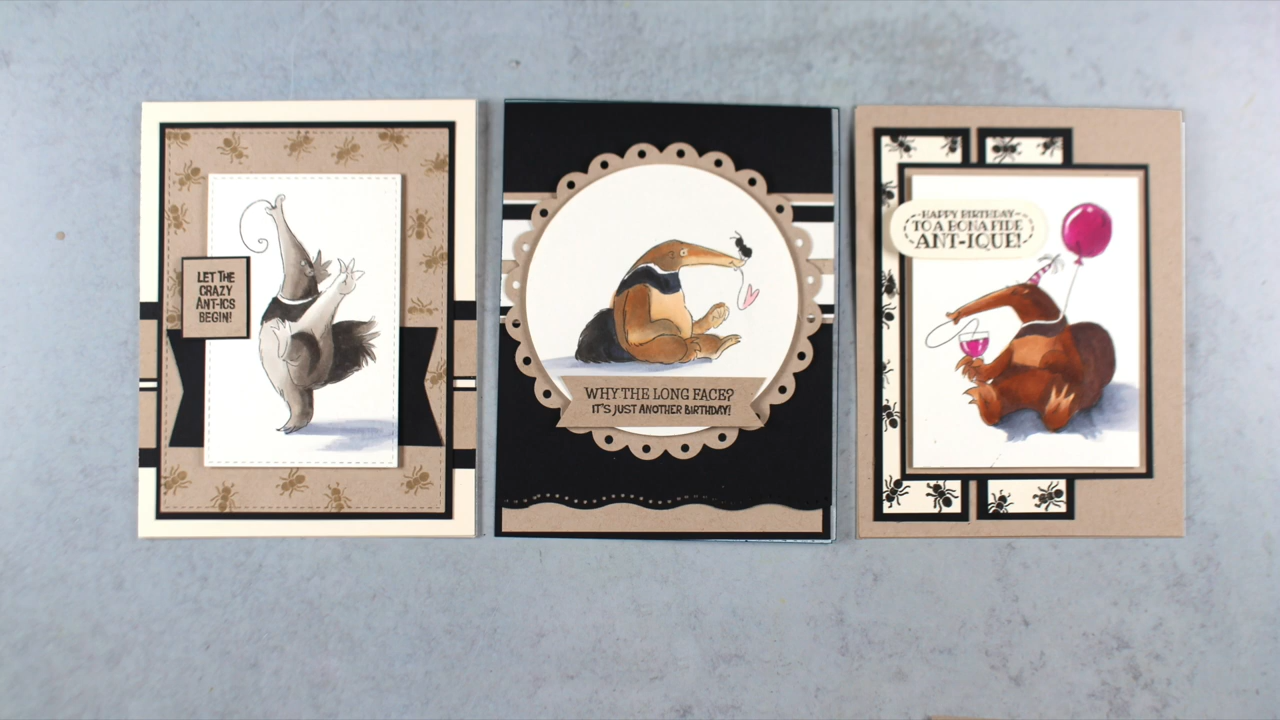 LET THE
CRAZY
ANT-ICS
BEGIN!
WHY THE LONG FACE?
IT'S JUST ANOTHER BIRTHDAY!
HAPPY BIRTHDAY
TO A BONA FIDE
ANT-IQUE!